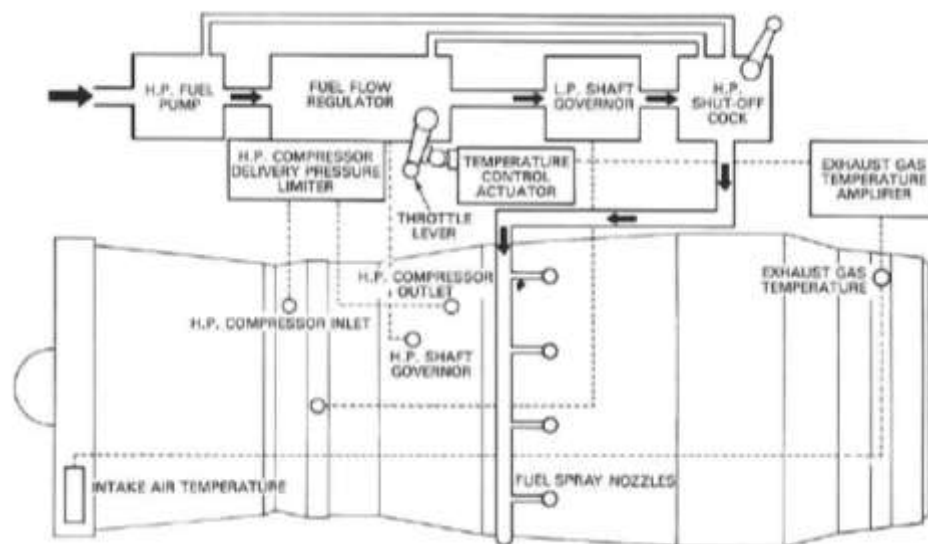 H.P. FUEL
PUMP
FUEL FLOW
REGULATOR
L.P. SHAFT
GOVERNOR
H.P.
SHUT-OFF
COCK
H.P. COMPRESSOR
DELIVERY PRESSURE
LIMITER
THROTTLE
LEVER
TEMPERATURE
CONTROL
ACTUATOR
EXHAUST GAS
TEMPERATURE
AMPLIFIER
H.P. COMPRESSOR
OUTLET
EXHAUST GAS
TEMPERATURE
H.P. COMPRESSOR INLET
H.P. SHAFT
GOVERNOR
INTAKE AIR TEMPERATURE
FUEL SPRAY NOZZLES